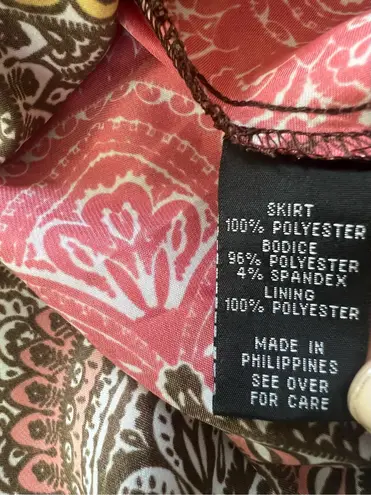 SKIRT
100% POLYESTER
BODICE
96% POLYESTER
4% SPANDEX
LINING
100% POLYESTER
MADE IN
PHILIPPINES
SEE OVER
FOR CARE